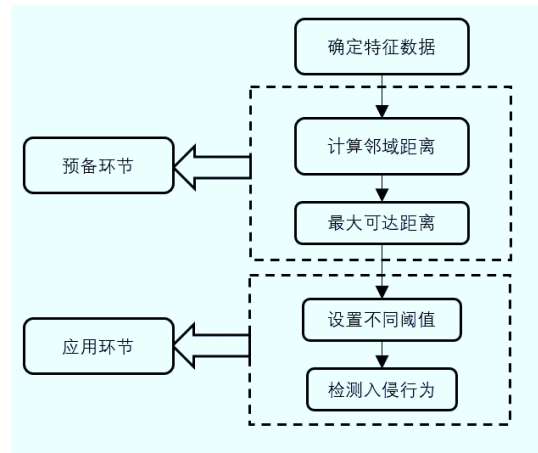 确定特征数据
计算邻域距离
预备环节
最大可达距离
设置不同阈值
应用环节
检测入侵行为